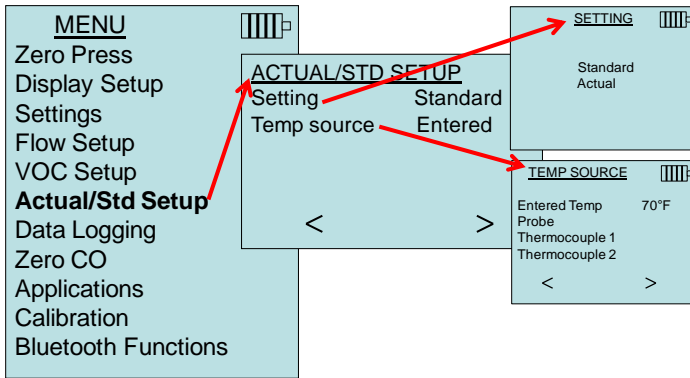 MENU
Zero Press
Display Setup
Settings
Flow Setup
VOC Setup
Actual/Std Setup
Data Logging
Zero CO
Applications
Calibration
Bluetooth Functions
ACTUAL/STD SETUP
Setting Standard
Temp source Entered
< >
SETTING
Standard
Actual
TEMP SOURCE
Entered Temp 70°F
Probe
Thermocouple 1
Thermocouple 2
< >